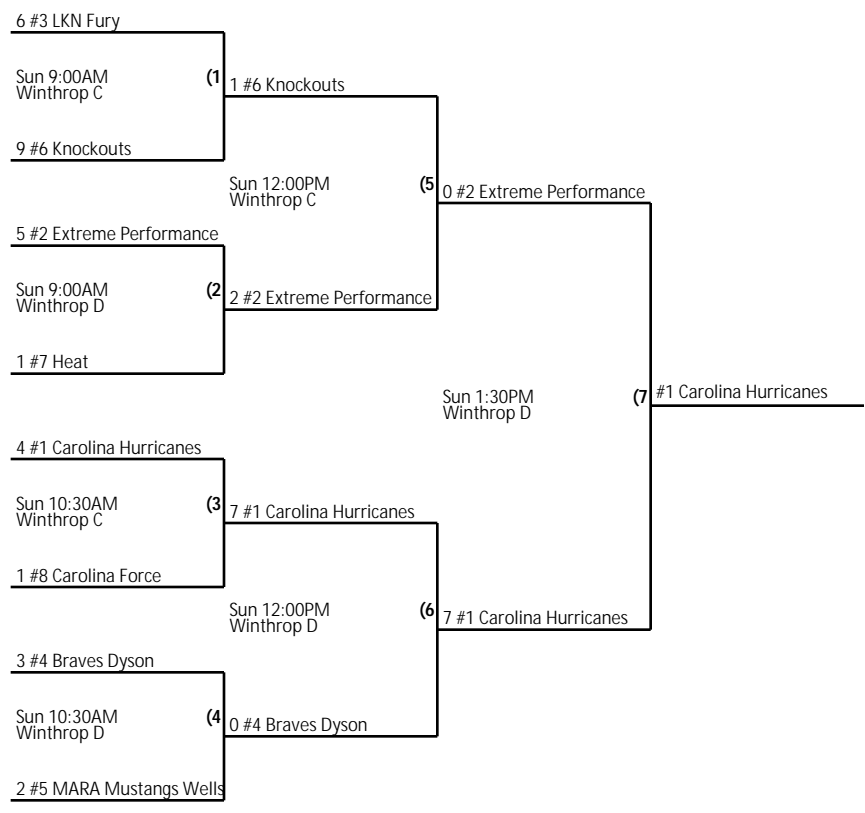 6 #3 LKN Fury
Sun 9:00AM
Winthrop C
(1
1 #6 Knockouts
9 #6 Knockouts
Sun 12:00PM
Winthrop C
(5
0 #2 Extreme Performance
5 #2 Extreme Performance
Sun 9:00AM
Winthrop D
(2
2 #2 Extreme Performance
1 #7 Heat
Sun 1:30PM
Winthrop D
(7
#1 Carolina Hurricanes
4 #1 Carolina Hurricanes
Sun 10:30AM
Winthrop C
(3
7 #1 Carolina Hurricanes
1 #8 Carolina Force
Sun 12:00PM
Winthrop D
(6
7 #1 Carolina Hurricanes
3 #4 Braves Dyson
Sun 10:30AM
Winthrop D
(4
0 #4 Braves Dyson
2 #5 MARA Mustangs Wells